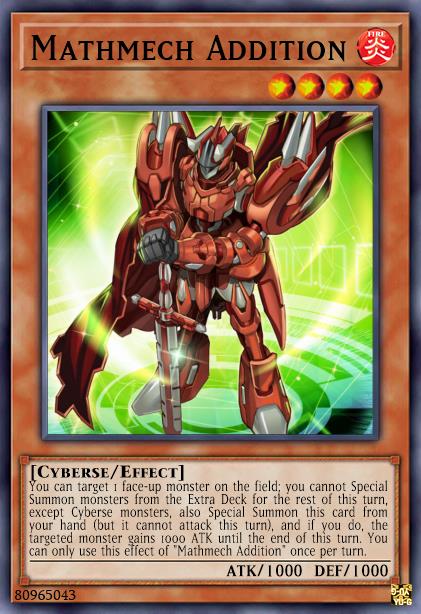 MATHMECH ADDITION
FIRE
炎
[CYBERSE/EFFECT]
You can target 1 face-up monster on the field; you cannot Special
Summon monsters from the Extra Deck for the rest of this turn,
except Cyberse monsters, also Special Summon this card from
your hand (but it cannot attack this turn), and if you do, the
targeted monster gains 1000 ATK until the end of this turn. You
can only use this effect of "Mathmech Addition" once per turn.
ATK/1000 DEF/1000
80965043